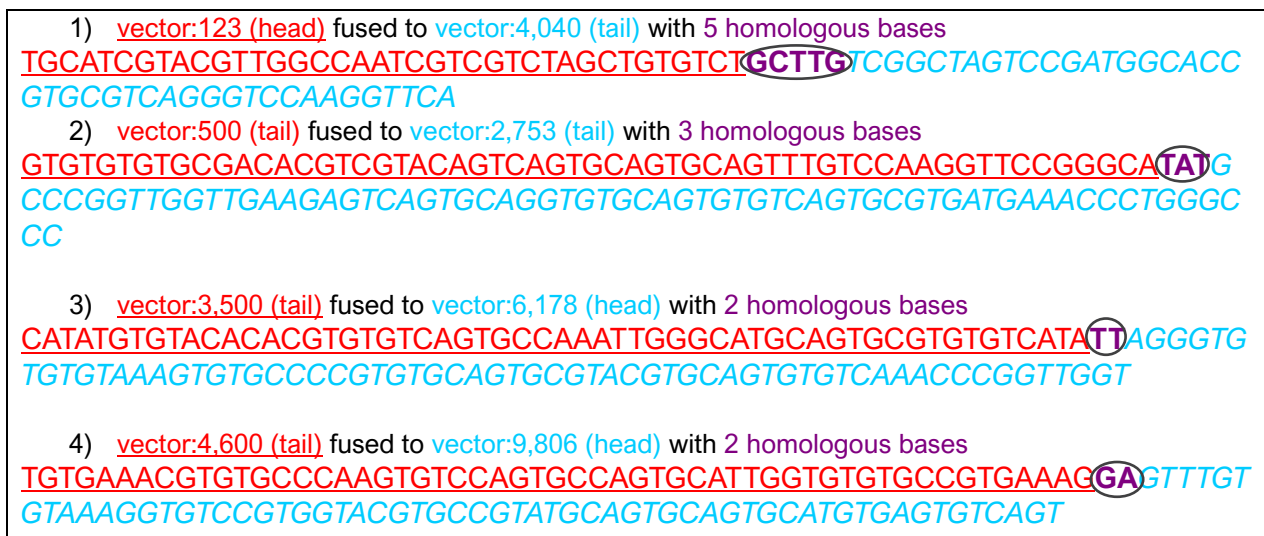 1) vector:123 (head) fused to vector:4,040 (tail) with 5 homologous bases
TGCATCGTACGTTGGCCAATCGTCGTCTAGCTGTGTCTGCTTGTCGGCTAGTCCGATGGCACC
GTGCGTCAGGGTCCAAGGTTCA
2) vector:500 (tail) fused to vector:2,753 (tail) with 3 homologous bases
GTGTGTGTGCGACACGTCGTACAGTCAGTGCAGTGCAGTTTGTCCAAGGTTCCGGGCATATG
CCCGGTTGGTTGAAGAGTCAGTGCAGGTGTGCAGTGTGTCAGTGCGTGATGAAACCCTGGGC
CC
3) vector:3,500 (tail) fused to vector:6,178 (head) with 2 homologous bases
CATATGTGTACACACGTGTGTCAGTGCCAAATTGGGCATGCAGTGCGTGTGTCATATTAGGGTG
TGTGTAAAGTGTGCCCCGTGTGCAGTGCGTACGTGCAGTGTGTCAAACCCGGTTGGT
4) vector:4,600 (tail) fused to vector:9,806 (head) with 2 homologous bases
TGTGAAACGTGTGCCCAAGTGTCCAGTGCCAGTGCATTGGTGTGTGCCGTGAAAGGAGTTTGT
GTAAAGGTGTCCGTGGTACGTGCCGTATGCAGTGCAGTGCATGTGAGTGTCAGT